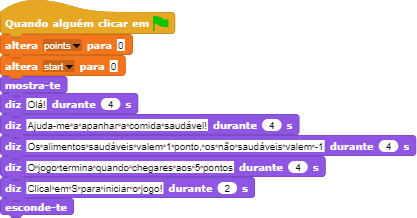 Quando alguém clicar em
altera points para 0
altera start para 0
mostra-te
diz Olá! durante 4 s
diz Ajuda-me a apanhar a comida saudável! durante 4 s
diz Os alimentos saudáveis valem 1 ponto, os não saudáveis valem -1 durante 4 s
diz O jogo termina quando chegares aos 5 pontos durante 4 s
diz Clica em S para iniciar o jogo! durante 2 s
esconde-te